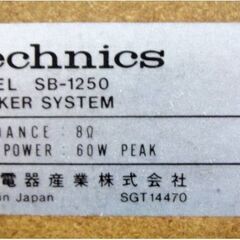 echnics
EL SB-1250
KER SYSTEM
DANCE : 8Ω
POWER : 60W PEAK
電器産業株式会
in Japan SGT14470